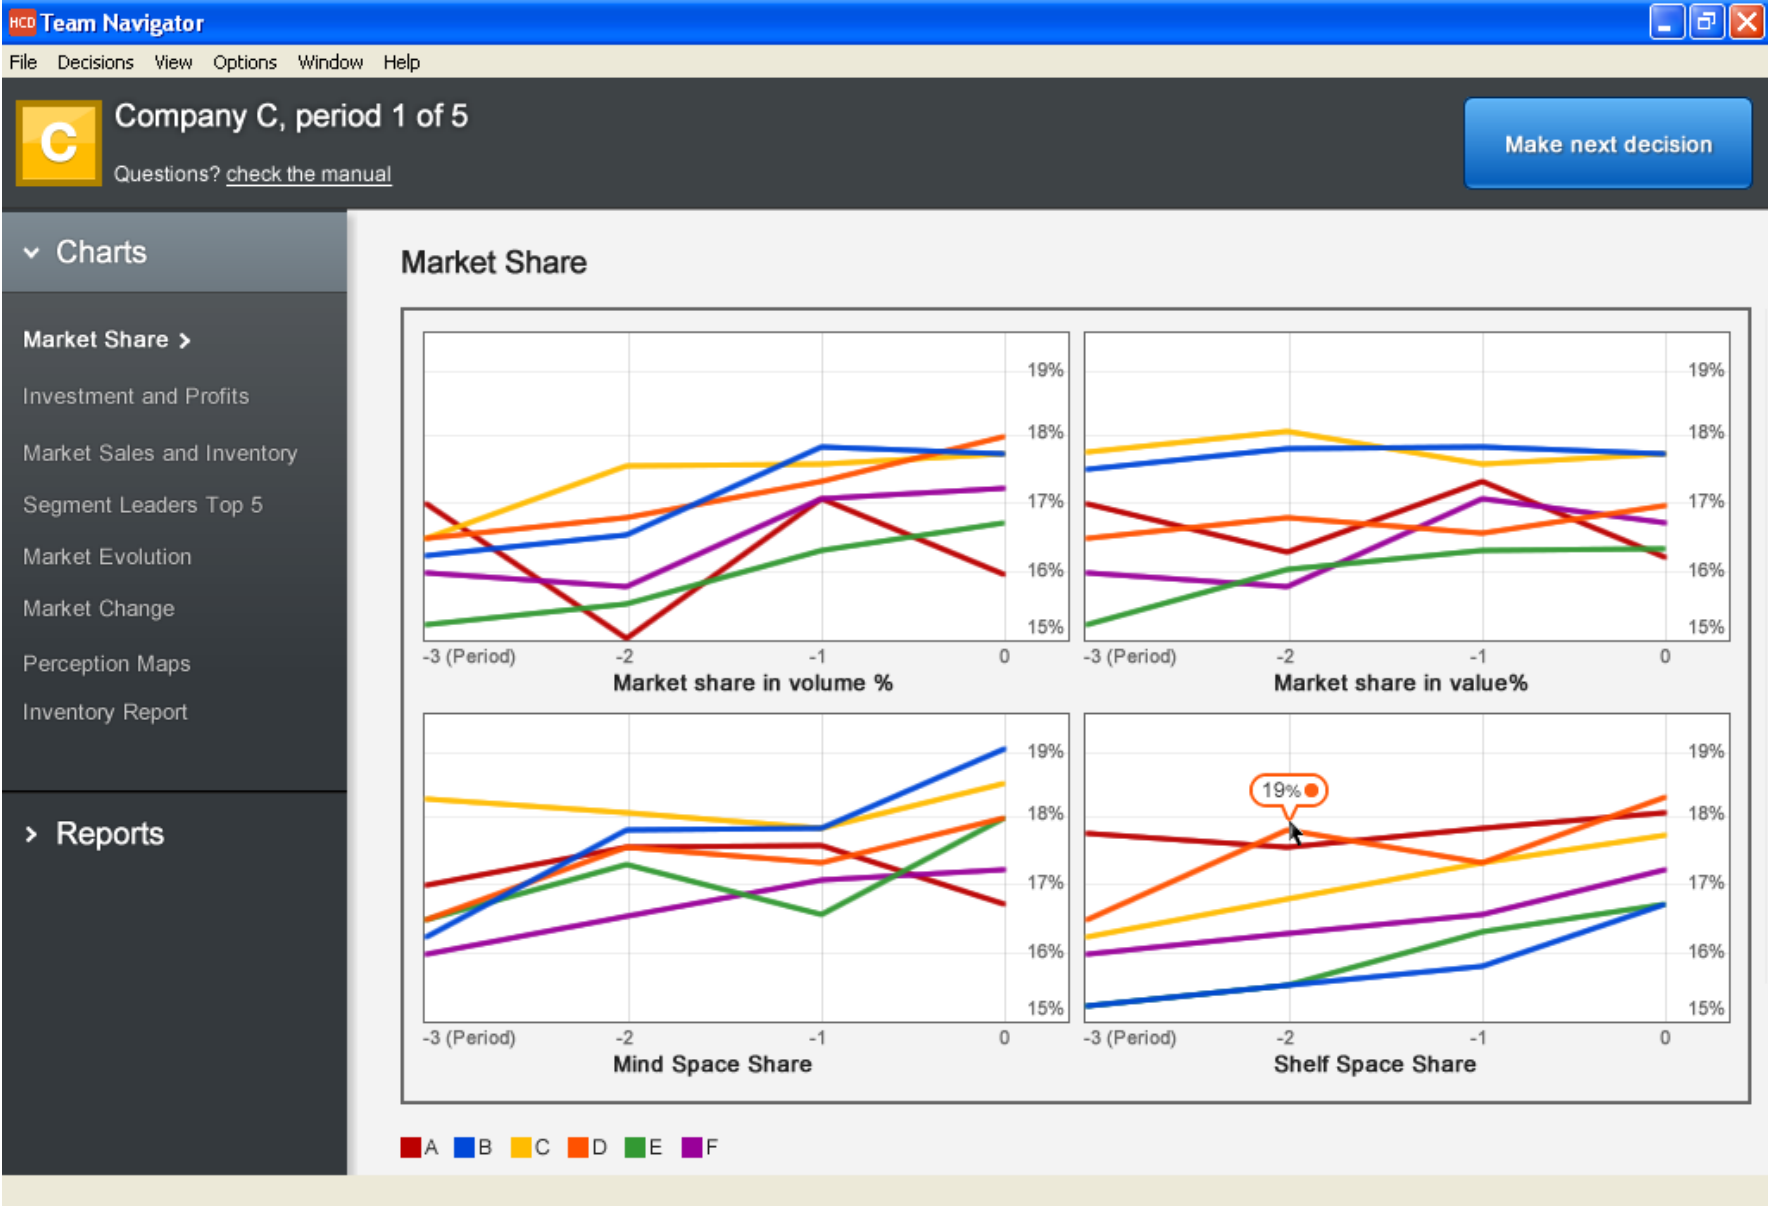 HCD Team Navigator
File Decisions View Options Window Help
C
Company C, period 1 of 5
Questions? check the manual
Make next decision
Charts
Market Share >
Investment and Profits
Market Sales and Inventory
Segment Leaders Top 5
Market Evolution
Market Change
Perception Maps
Inventory Report
> Reports
Market Share
19%
18%
17%
16%
15%
-3 (Period) -2 -1 0
Market share in volume %
19%
18%
17%
16%
15%
-3 (Period) -2 -1 0
Market share in value%
19%
18%
17%
16%
15%
-3 (Period) -2 -1 0
Mind Space Share
19%
19%
18%
17%
16%
15%
-3 (Period) -2 -1 0
Shelf Space Share
A B C D E F